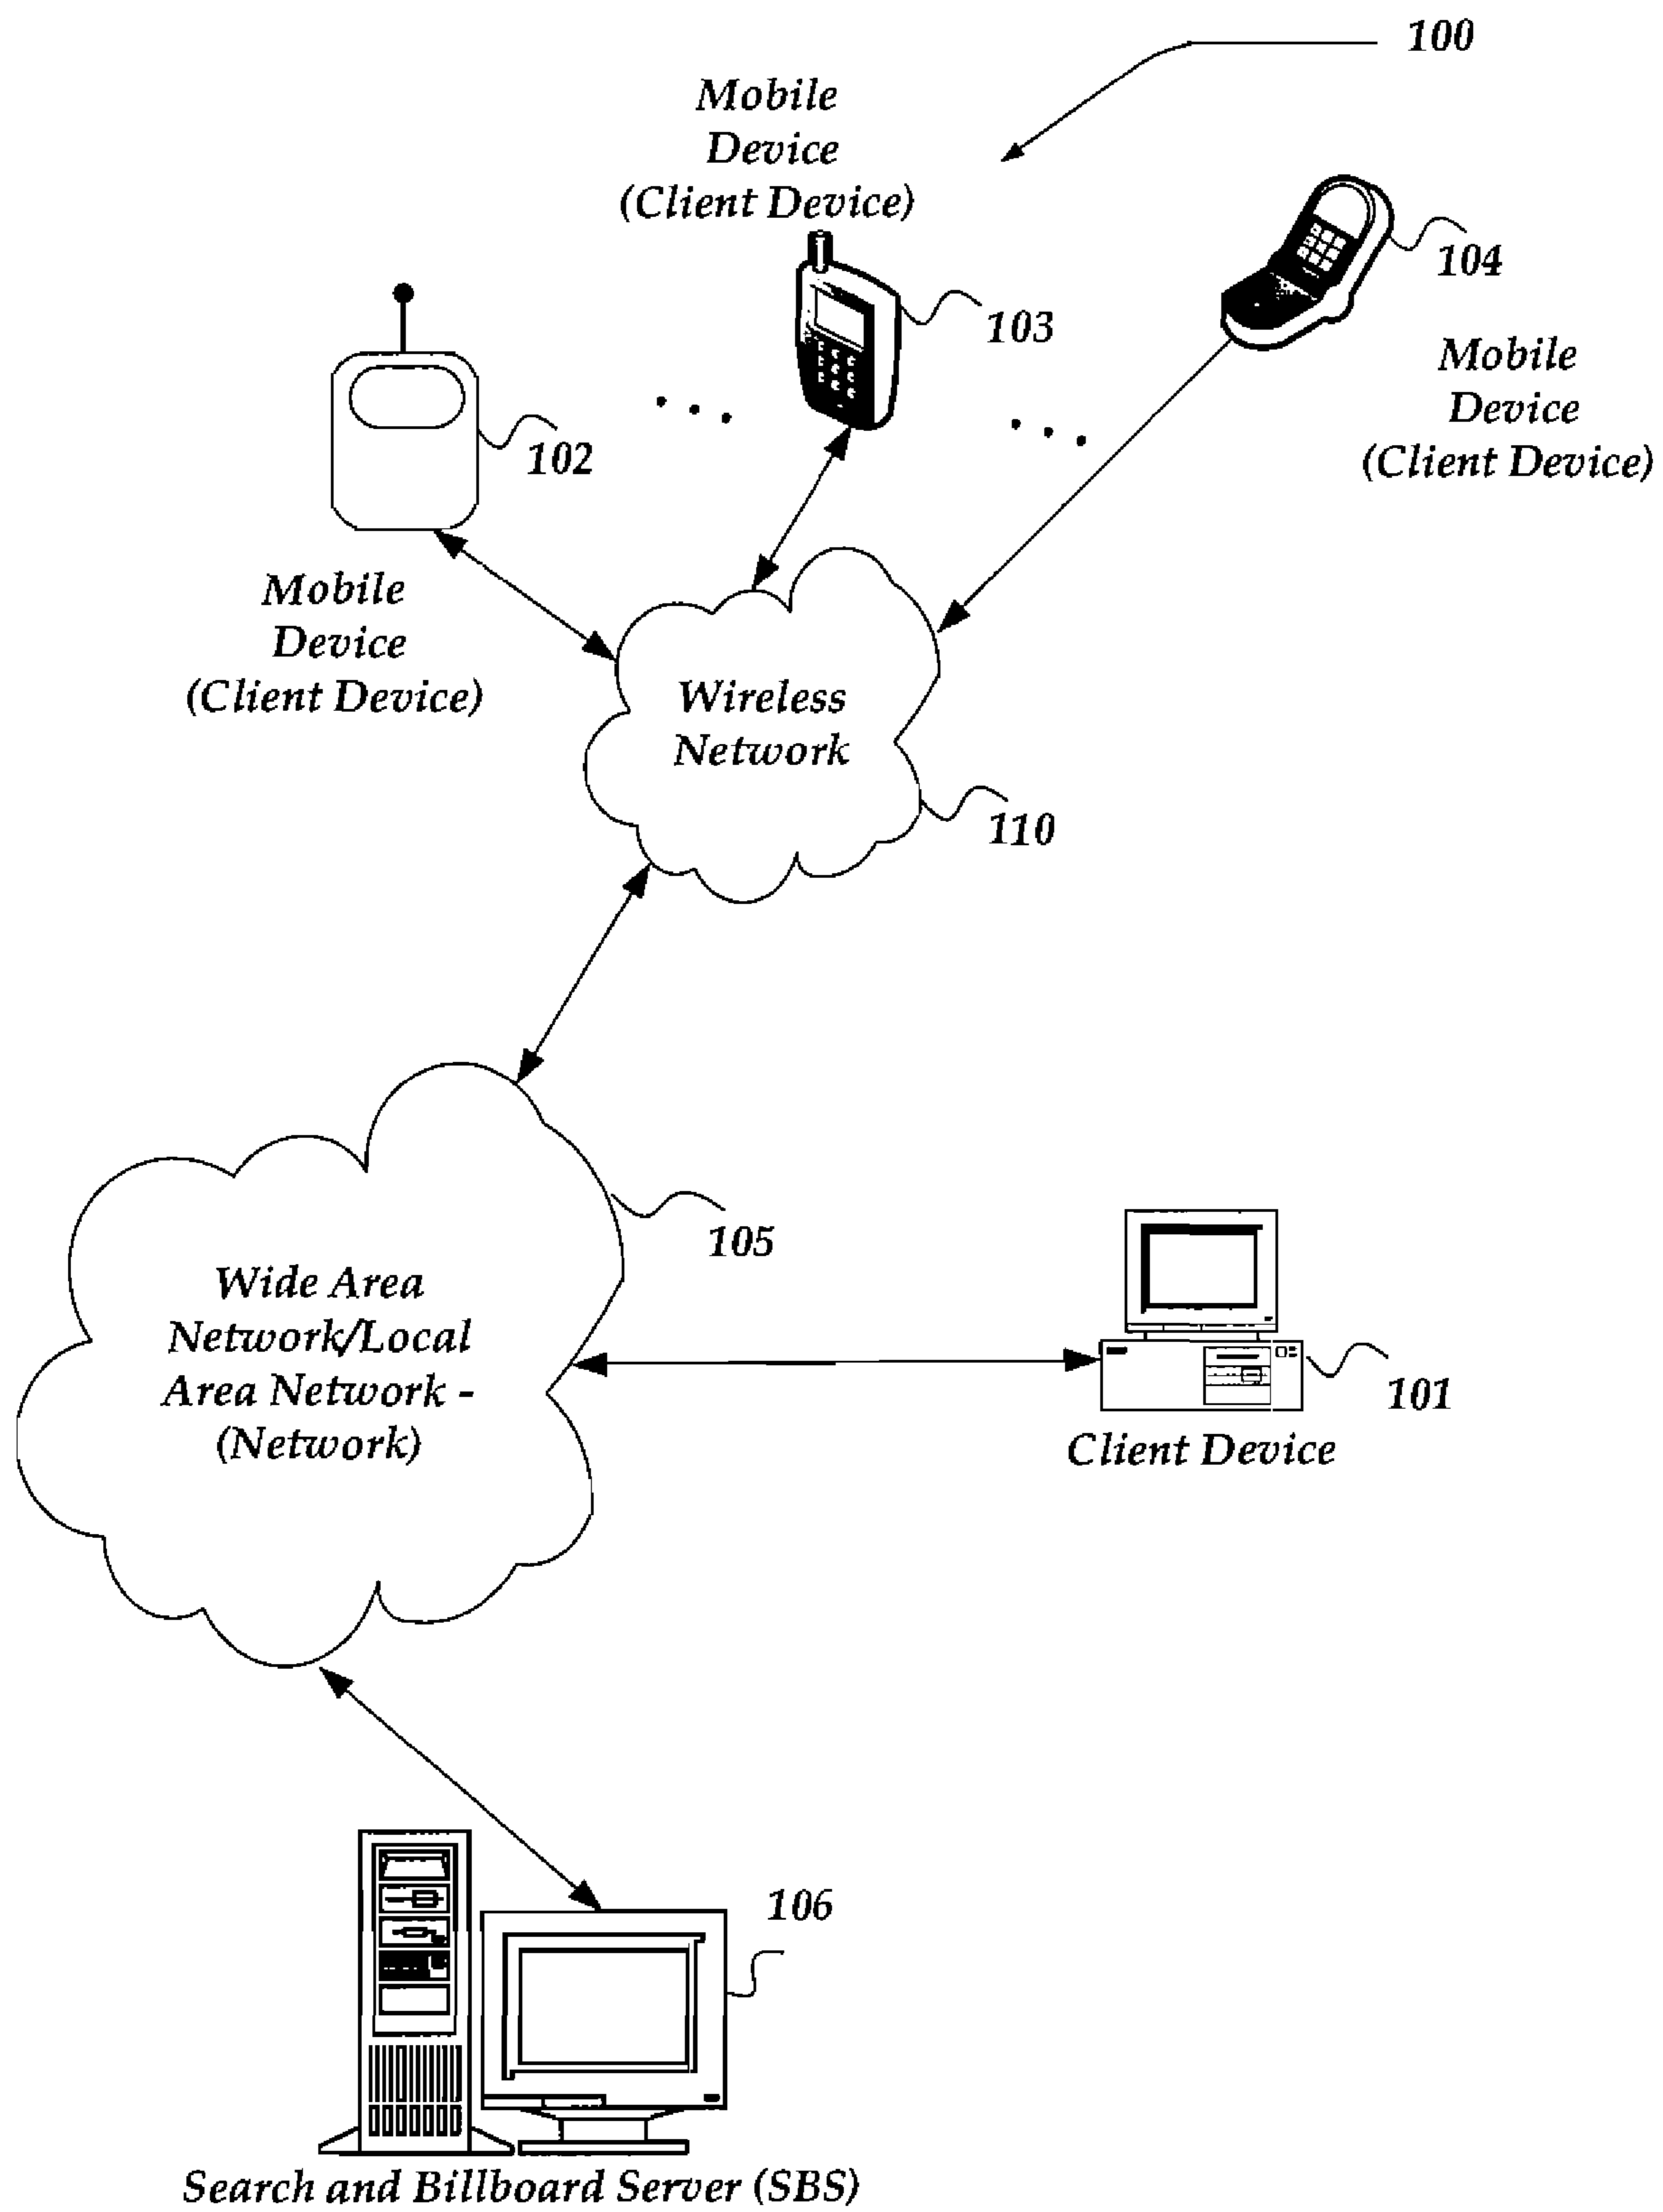 100
Mobile
Device
(Client Device)
104
103
Mobile
Device
(Client Device)
102
Mobile
Device
(Client Device)
Wireless
Network
110
105
Wide Area
Network/Local
Area Network -
(Network)
101
Client Device
106
Search and Billboard Server (SBS)